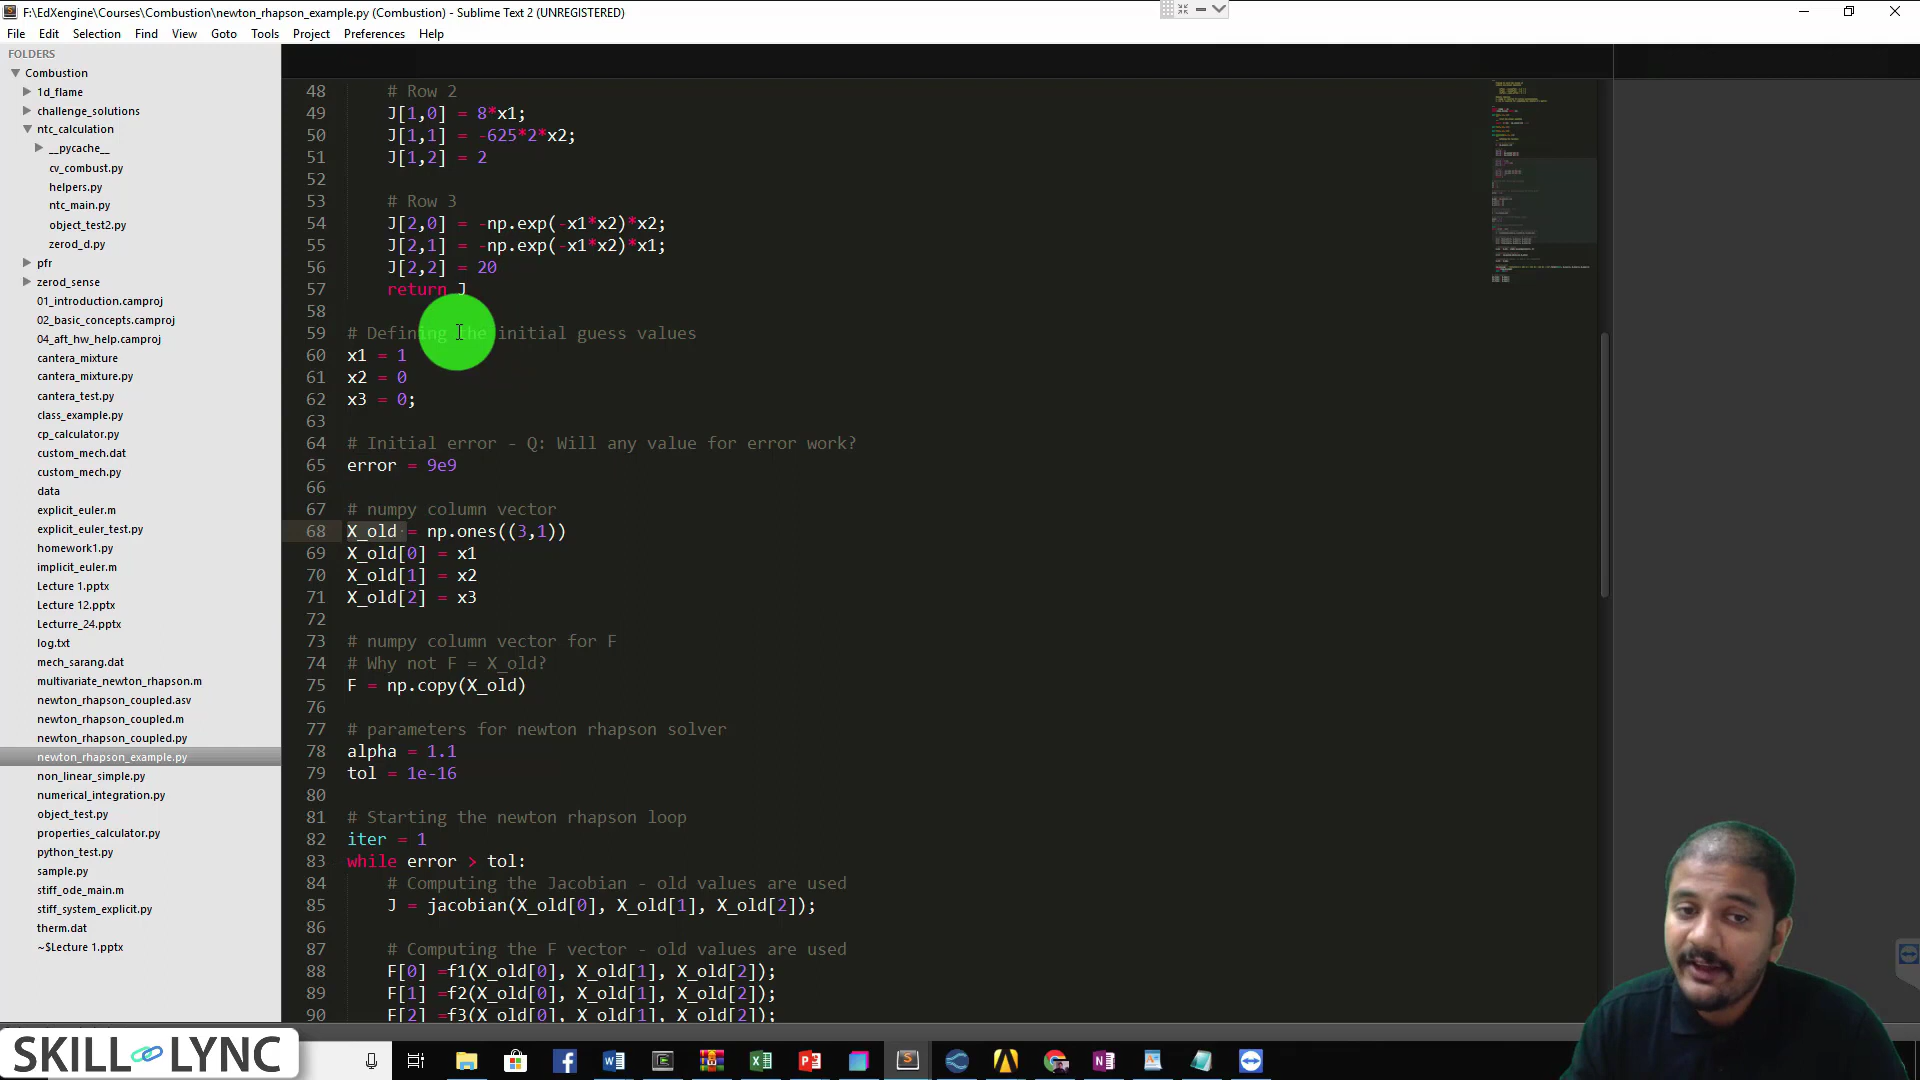 F:\EdXengine\Courses\Combustion\newton_rhapson_example.py (Combustion) - Sublime Text 2 (UNREGISTERED)
File Edit Selection Find View Goto Tools Project Preferences Help
FOLDERS
Combustion
1d_flame
challenge_solutions
ntc_calculation
__pycache__
cv_combust.py
helpers.py
ntc_main.py
object_test2.py
zerod_d.py
pfr
zerod_sense
01_introduction.camproj
02_basic_concepts.camproj
04_aft_hw_help.camproj
cantera_mixture
cantera_mixture.py
cantera_test.py
class_example.py
cp_calculator.py
custom_mech.dat
custom_mech.py
data
explicit_euler.m
explicit_euler_test.py
homework1.py
implicit_euler.m
Lecture 1.pptx
Lecture 12.pptx
Lecturre_24.pptx
log.txt
mech_sarang.dat
multivariate_newton_rhapson.m
newton_rhapson_coupled.asv
newton_rhapson_coupled.m
newton_rhapson_coupled.py
newton_rhapson_example.py
non_linear_simple.py
numerical_integration.py
object_test.py
properties_calculator.py
python_test.py
sample.py
stiff_ode_main.m
stiff_system_explicit.py
therm.dat
~$Lecture 1.pptx
48 # Row 2
49 J[1,0] = 8*x1;
50 J[1,1] = -625*2*x2;
51 J[1,2] = 2
52
53 # Row 3
54 J[2,0] = -np.exp(-x1*x2)*x2;
55 J[2,1] = -np.exp(-x1*x2)*x1;
56 J[2,2] = 20
57 return J
58
59 # Defining the initial guess values
60 x1 = 1
61 x2 = 0
62 x3 = 0;
63
64 # Initial error - Q: Will any value for error work?
65 error = 9e9
66
67 # numpy column vector
68 X_old = np.ones((3,1))
69 X_old[0] = x1
70 X_old[1] = x2
71 X_old[2] = x3
72
73 # numpy column vector for F
74 # Why not F = X_old?
75 F = np.copy(X_old)
76
77 # parameters for newton rhapson solver
78 alpha = 1.1
79 tol = 1e-16
80
81 # Starting the newton rhapson loop
82 iter = 1
83 while error > tol:
84 # Computing the Jacobian - old values are used
85 J = jacobian(X_old[0], X_old[1], X_old[2]);
86
87 # Computing the F vector - old values are used
88 F[0] =f1(X_old[0], X_old[1], X_old[2]);
89 F[1] =f2(X_old[0], X_old[1], X_old[2]);
90 F[2] =f3(X_old[0], X_old[1], X_old[2]);
SKILL LYNC